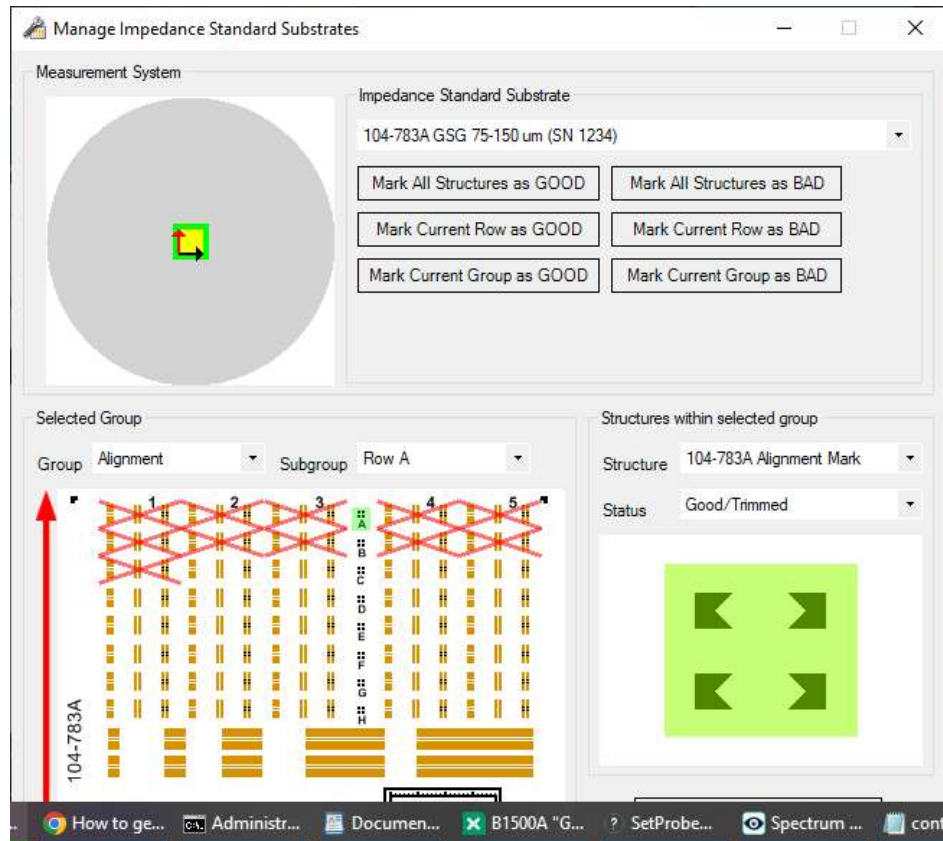 Manage Impedance Standard Substrates
Measurement System
Impedance Standard Substrate
104-783A GSG 75-150 um (SN 1234)
Mark All Structures as GOOD
Mark All Structures as BAD
Mark Current Row as GOOD
Mark Current Row as BAD
Mark Current Group as GOOD
Mark Current Group as BAD
Selected Group
Group Alignment Subgroup Row A
1 2 3 4 5
A
B
C
D
E
F
G
H
104-783A
Structures within selected group
Structure 104-783A Alignment Mark
Status Good/Trimmed
... How to ge... Administr... Documen... B1500A "G... SetProbe... Spectrum ... cont